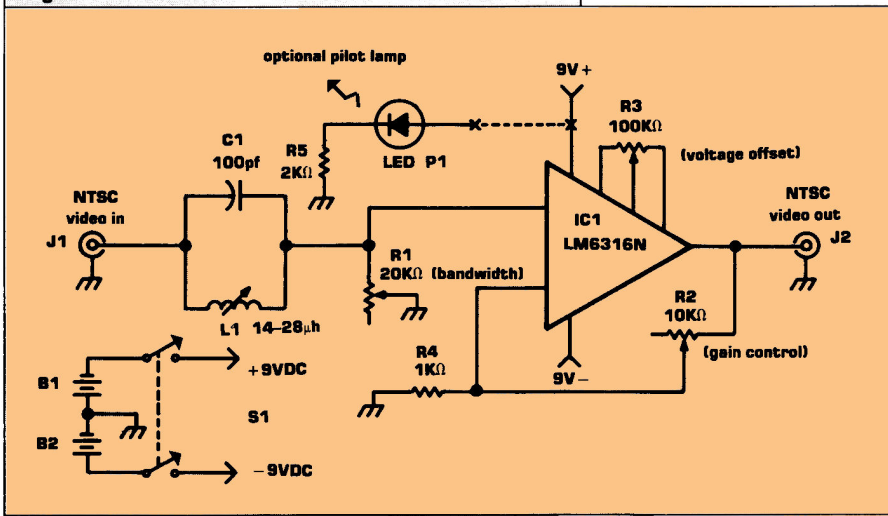 optional pilot lamp
9V+
R3
100KΩ
(voltage offset)
C1
100pf
R5
2KΩ
LED P1
NTSC
video in
J1
IC1
LM6316N
NTSC
video out
J2
R1
20KΩ (bandwidth)
L1 14–28μh
R2
10KΩ
(gain control)
R4
1KΩ
9V–
B1
+9VDC
S1
B2
–9VDC